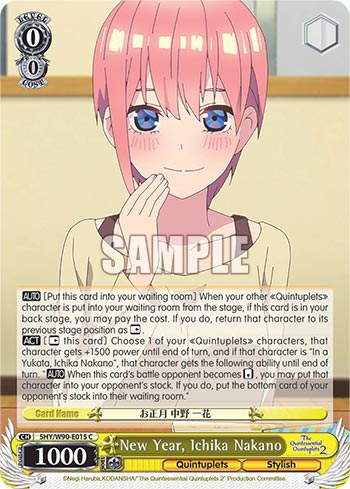 LEVEL
0
0
COST
SAMPLE
AUTO [Put this card into your waiting room] When your other «Quintuplets»
character is put into your waiting room from the stage, if this card is in your
back stage, you may pay the cost. If you do, return that character to its
previous stage position as .
ACT [ this card] Choose 1 of your «Quintuplets» characters, that
character gets +1500 power until end of turn, and if that character is "In a
Yukata, Ichika Nakano", that character gets the following ability until end of
turn. "AUTO When this card's battle opponent becomes , you may put that
character into your opponent's stock. If you do, put the bottom card of your
opponent's stock into their waiting room."
Card Name
お正月 中野 一花
CH
5HY/W90-E015 C
New Year, Ichika Nakano
The Quintessential Quintuplets 2
1000
Quintuplets
Stylish
©Negi Haruba,KODANSHA/"The Quintessential Quintuplets 2" Production Committee.